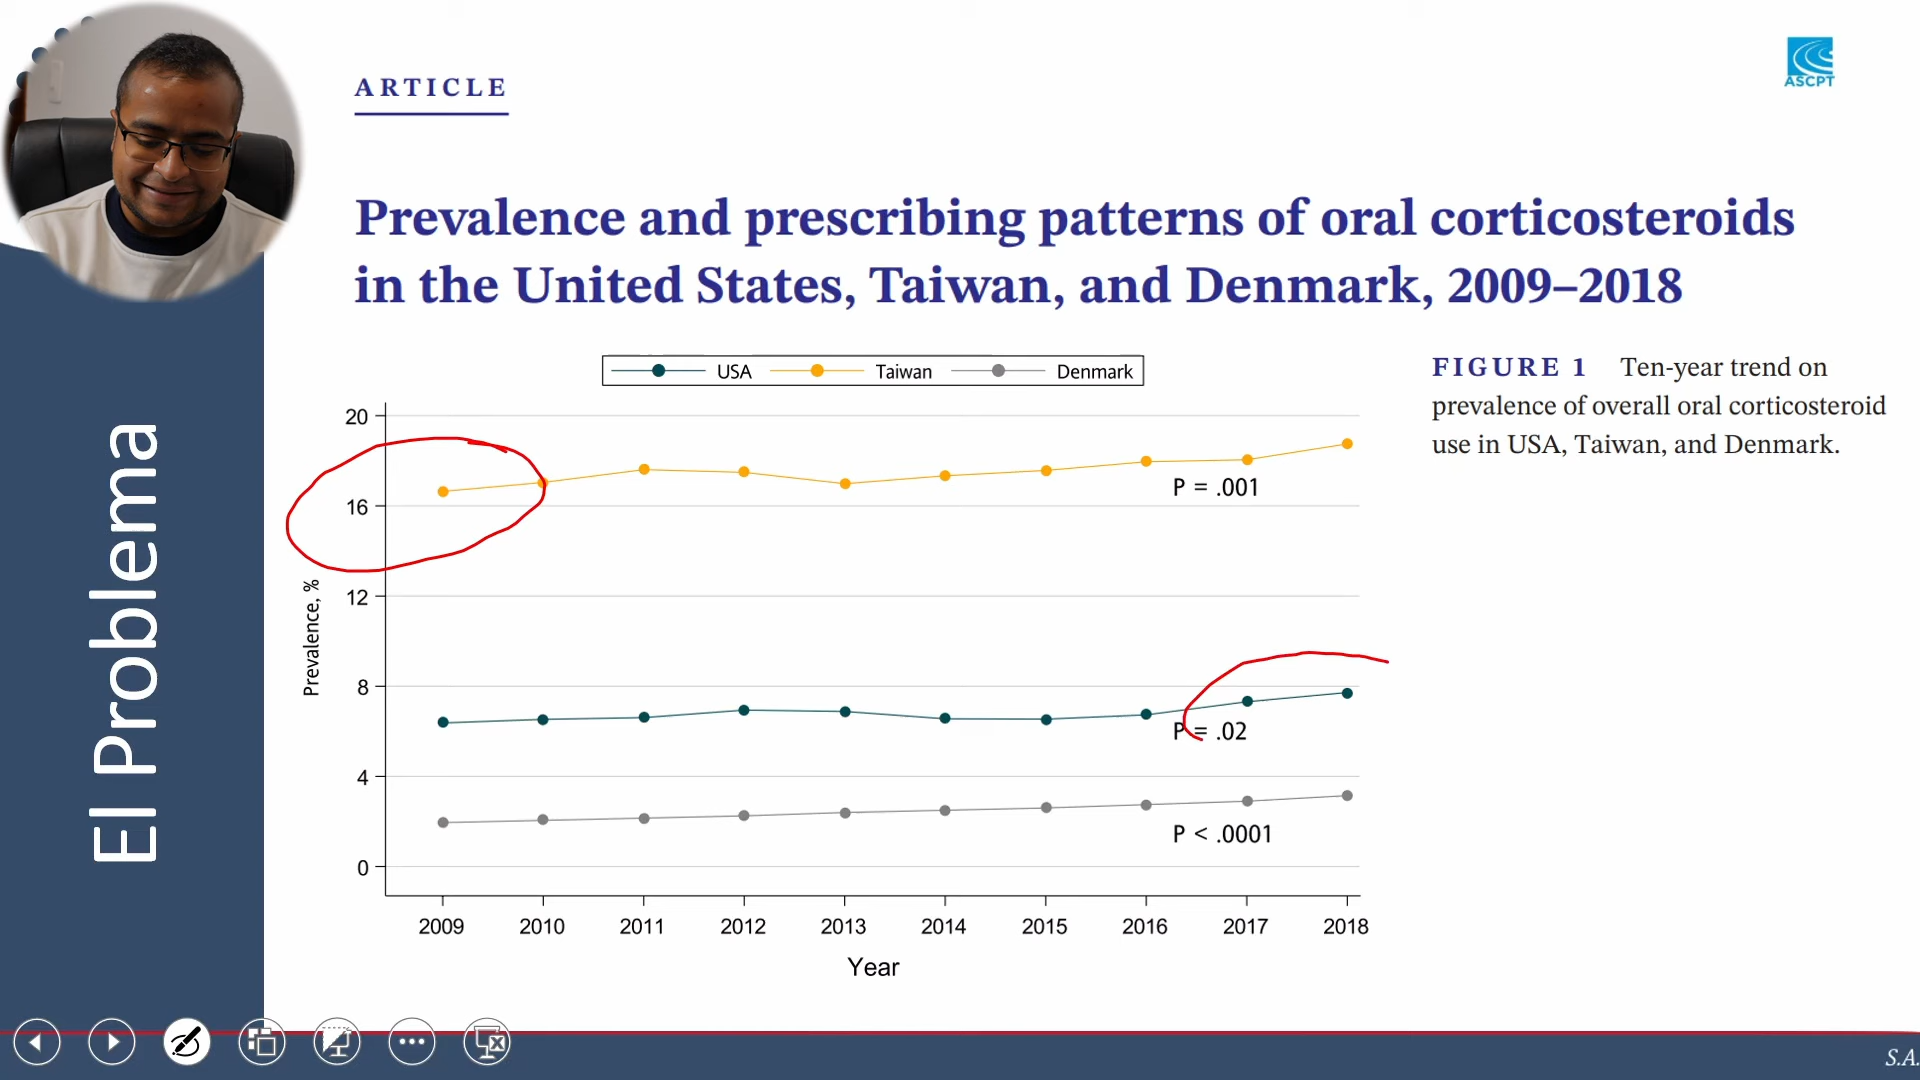 ARTICLE
ASCPT
Prevalence and prescribing patterns of oral corticosteroids
in the United States, Taiwan, and Denmark, 2009–2018
El Problema
USA Taiwan Denmark
FIGURE 1 Ten-year trend on
prevalence of overall oral corticosteroid
use in USA, Taiwan, and Denmark.
20
16
12
8
4
0
Prevalence, %
P = .001
P = .02
P < .0001
2009 2010 2011 2012 2013 2014 2015 2016 2017 2018
Year
S.A.